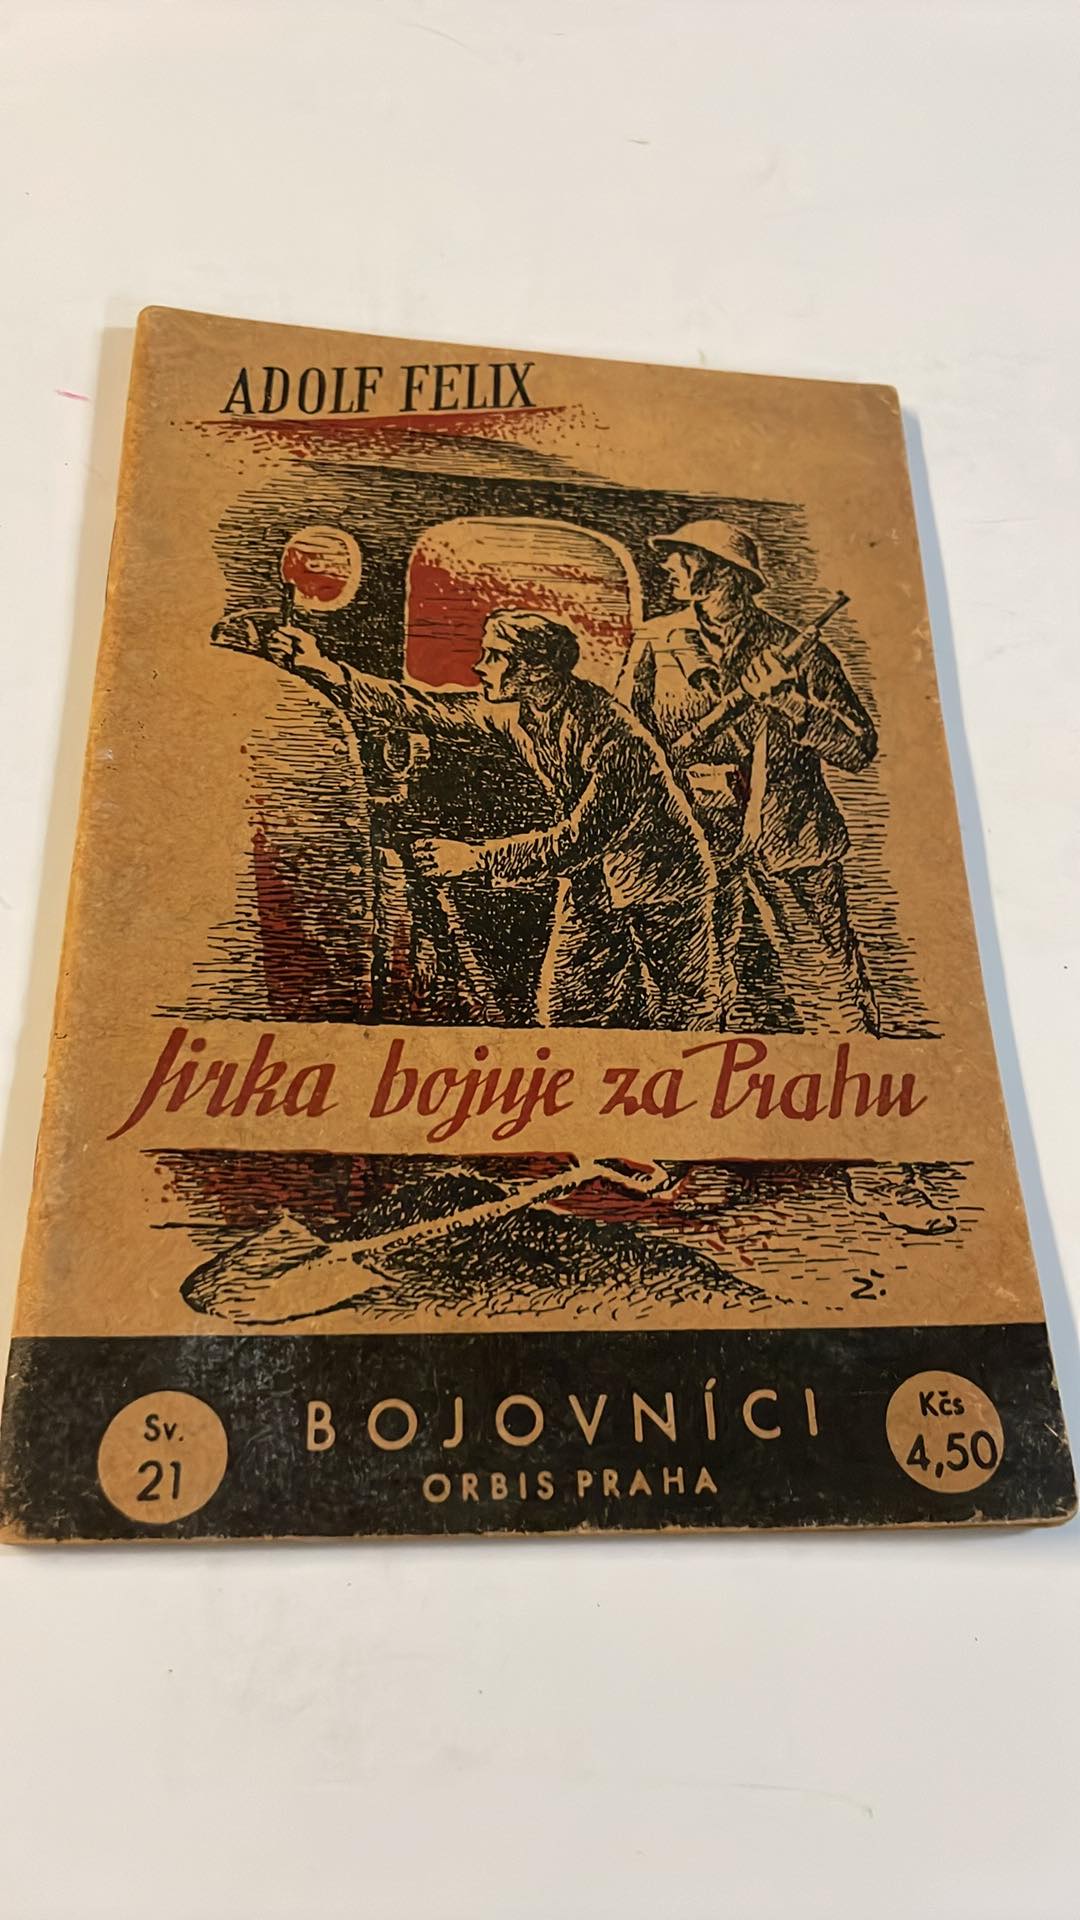 ADOLF FELIX
Jirka bojuje za Prahu
Ž.
Sv.
21
BOJOVNÍCI
ORBIS PRAHA
Kčs
4,50